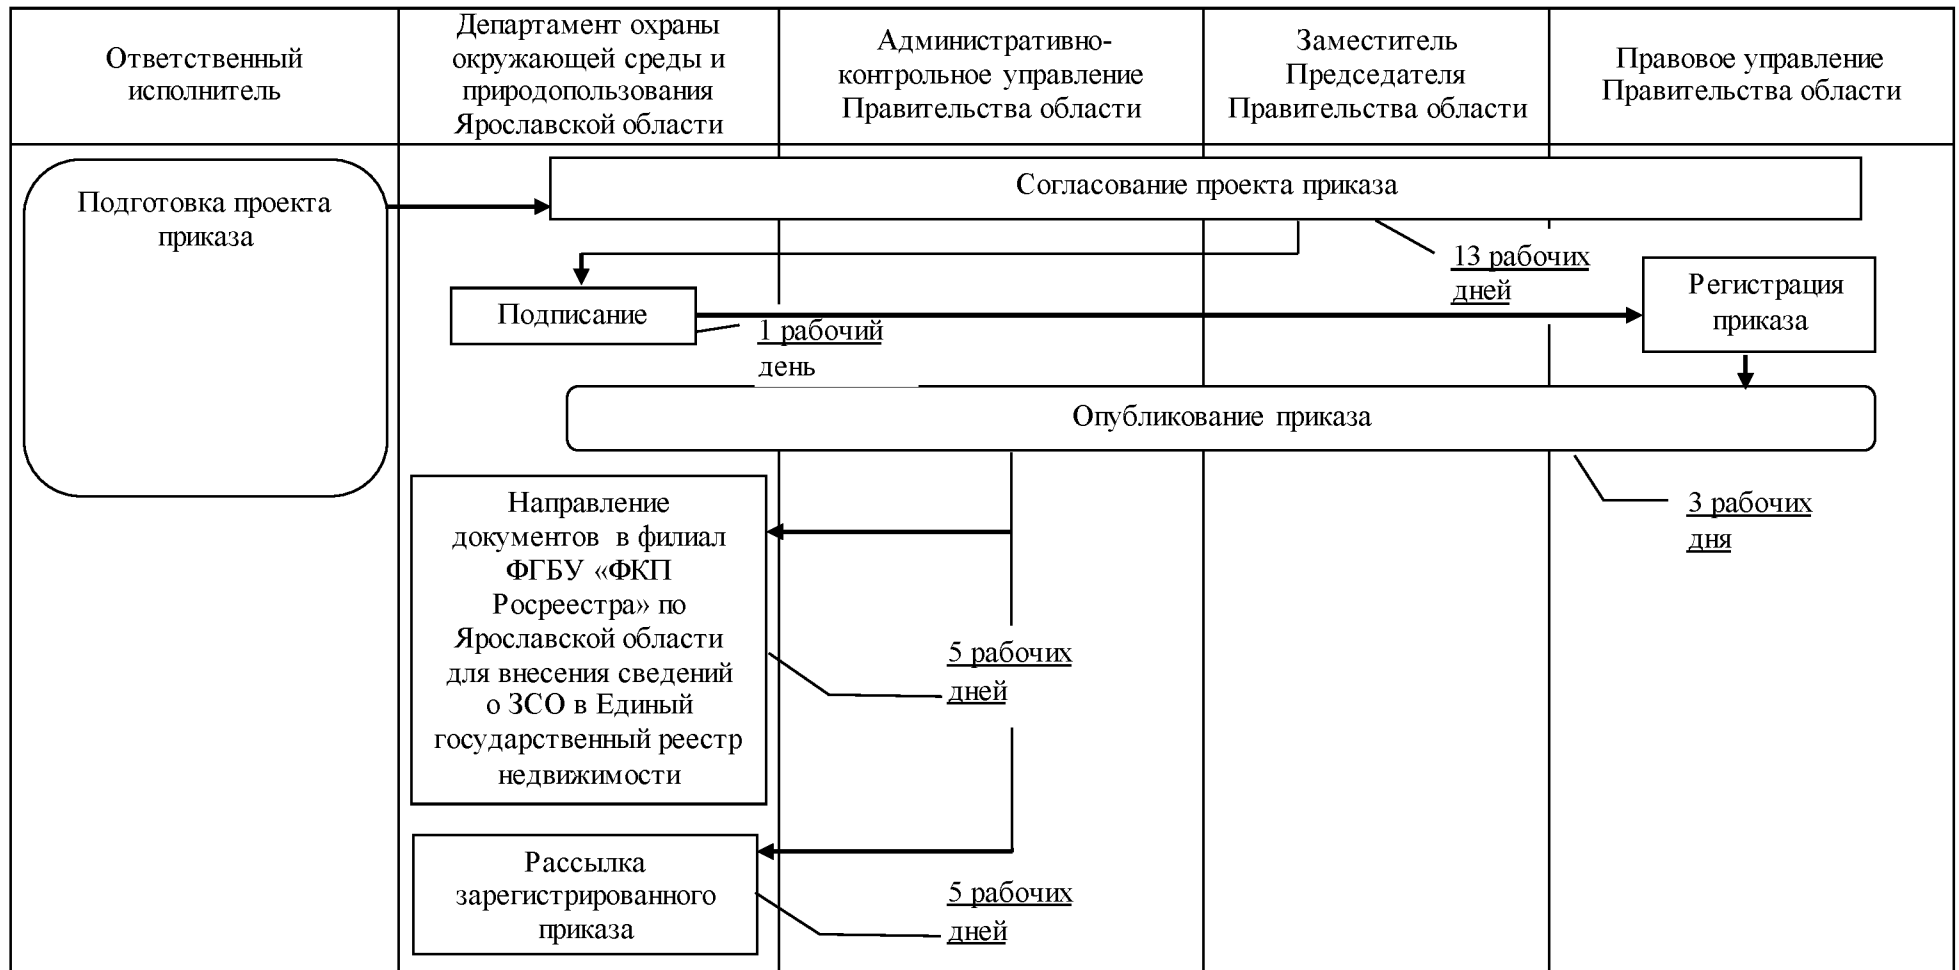 Ответственный
исполнитель
Департамент охраны
окружающей среды и
природопользования
Ярославской области
Административно-
контрольное управление
Правительства области
Заместитель
Председателя
Правительства области
Правовое управление
Правительства области
Подготовка проекта
приказа
Согласование проекта приказа
13 рабочих
дней
Подписание
1 рабочий
день
Регистрация
приказа
Опубликование приказа
3 рабочих
дня
Направление
документов в филиал
ФГБУ «ФКП
Росреестра» по
Ярославской области
для внесения сведений
о ЗСО в Единый
государственный реестр
недвижимости
5 рабочих
дней
Рассылка
зарегистрированного
приказа
5 рабочих
дней